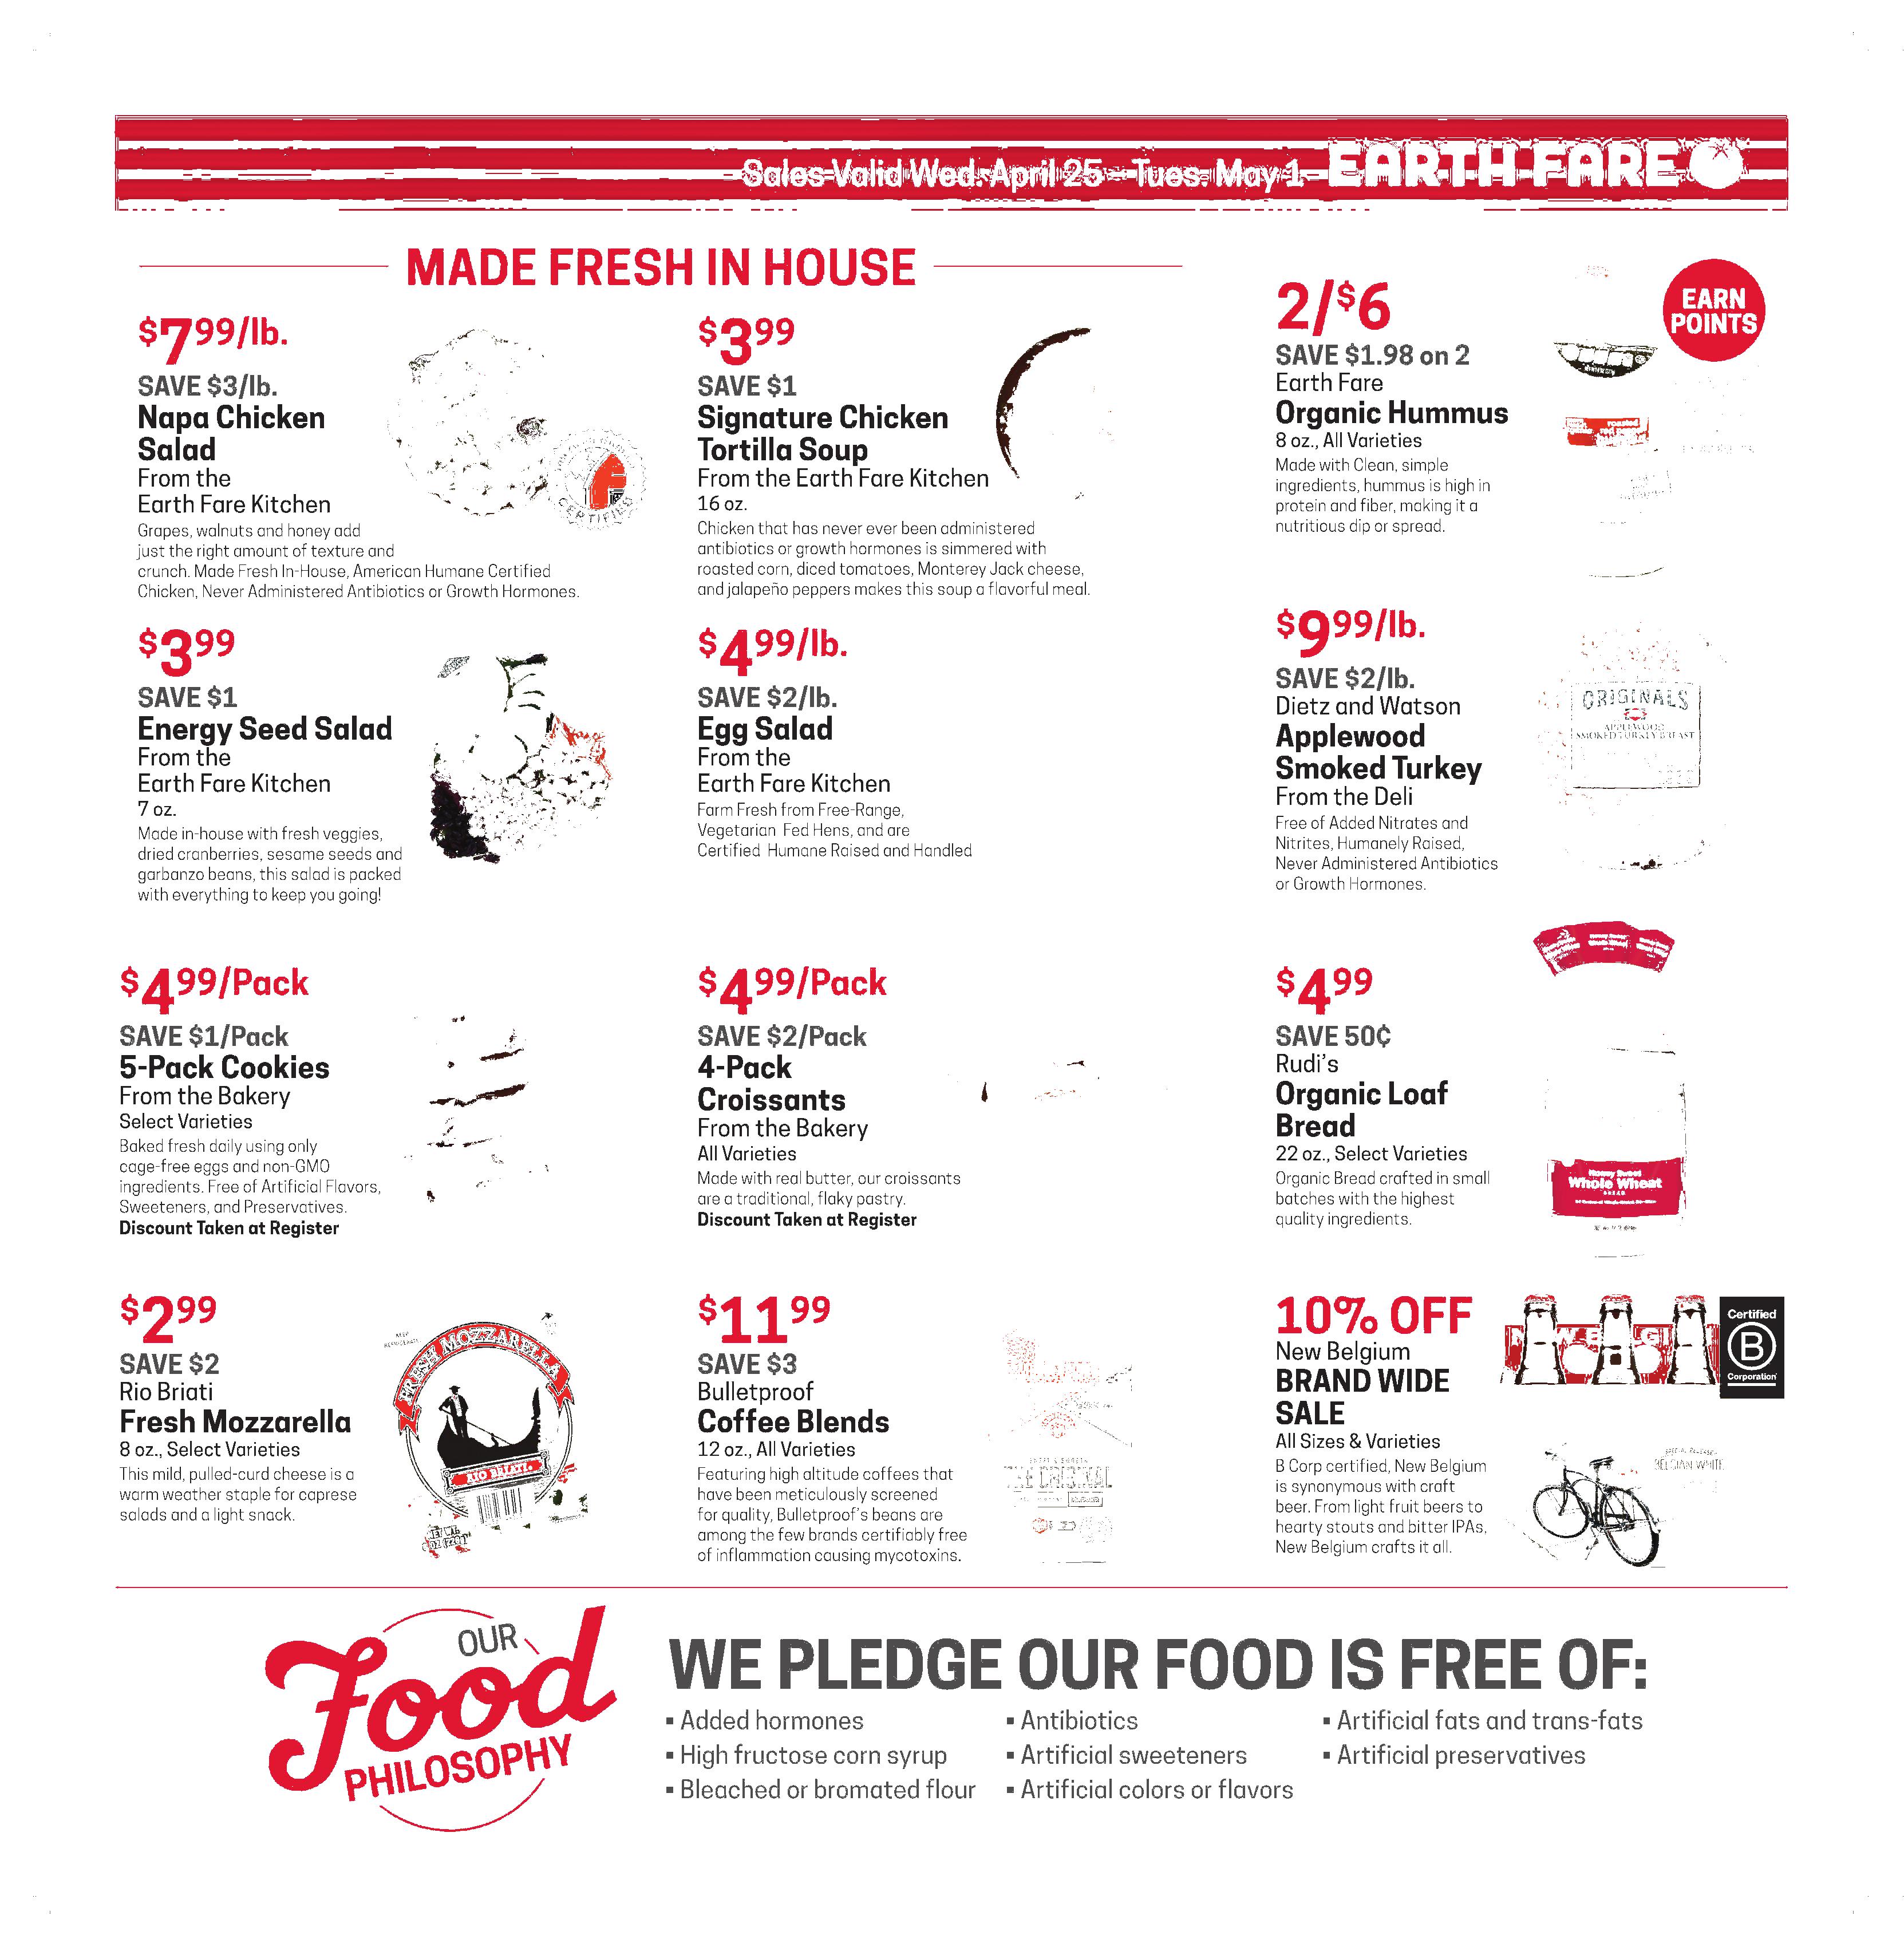 Sales Valid Wed. April 25 - Tues. May 1 EARTH FARE
MADE FRESH IN HOUSE
$7.99/lb.
SAVE $3/lb.
Napa Chicken
Salad
From the
Earth Fare Kitchen
Grapes, walnuts and honey add
just the right amount of texture and
crunch. Made Fresh In-House, American Humane Certified
Chicken, Never Administered Antibiotics or Growth Hormones.
CERTIFIED
$3.99
SAVE $1
Signature Chicken
Tortilla Soup
From the Earth Fare Kitchen
16 oz.
Chicken that has never ever been administered
antibiotics or growth hormones is simmered with
roasted corn, diced tomatoes, Monterey Jack cheese,
and jalapeño peppers makes this soup a flavorful meal.
2/$6
SAVE $1.98 on 2
Earth Fare
Organic Hummus
8 oz., All Varieties
Made with Clean, simple
ingredients, hummus is high in
protein and fiber, making it a
nutritious dip or spread.
EARN
POINTS
$3.99
SAVE $1
Energy Seed Salad
From the
Earth Fare Kitchen
7 oz.
Made in-house with fresh veggies,
dried cranberries, sesame seeds and
garbanzo beans, this salad is packed
with everything to keep you going!
$4.99/lb.
SAVE $2/lb.
Egg Salad
From the
Earth Fare Kitchen
Farm Fresh from Free-Range,
Vegetarian Fed Hens, and are
Certified Humane Raised and Handled
$9.99/lb.
SAVE $2/lb.
Dietz and Watson
Applewood
Smoked Turkey
From the Deli
Free of Added Nitrates and
Nitrites, Humanely Raised,
Never Administered Antibiotics
or Growth Hormones.
ORIGINALS
APPLEWOOD
SMOKED TURKEY BREAST
$4.99/Pack
SAVE $1/Pack
5-Pack Cookies
From the Bakery
Select Varieties
Baked fresh daily using only
cage-free eggs and non-GMO
ingredients. Free of Artificial Flavors,
Sweeteners, and Preservatives.
Discount Taken at Register
$4.99/Pack
SAVE $2/Pack
4-Pack
Croissants
From the Bakery
All Varieties
Made with real butter, our croissants
are a traditional, flaky pastry.
Discount Taken at Register
$4.99
SAVE 50¢
Rudi's
Organic Loaf
Bread
22 oz., Select Varieties
Organic Bread crafted in small
batches with the highest
quality ingredients.
Honey Sweet
Whole Wheat
BREAD
$2.99
SAVE $2
Rio Briati
Fresh Mozzarella
8 oz., Select Varieties
This mild, pulled-curd cheese is a
warm weather staple for caprese
salads and a light snack.
FRESH MOZZARELLA
RIO BRIATI
$11.99
SAVE $3
Bulletproof
Coffee Blends
12 oz., All Varieties
Featuring high altitude coffees that
have been meticulously screened
for quality, Bulletproof's beans are
among the few brands certifiably free
of inflammation causing mycotoxins.
THE ORIGINAL
10% OFF
New Belgium
BRAND WIDE
SALE
All Sizes & Varieties
B Corp certified, New Belgium
is synonymous with craft
beer. From light fruit beers to
hearty stouts and bitter IPAs,
New Belgium crafts it all.
Certified
B
Corporation
BELGIAN WHITE
OUR
Food
PHILOSOPHY
WE PLEDGE OUR FOOD IS FREE OF:
▪ Added hormones
▪ High fructose corn syrup
▪ Bleached or bromated flour
▪ Antibiotics
▪ Artificial sweeteners
▪ Artificial colors or flavors
▪ Artificial fats and trans-fats
▪ Artificial preservatives